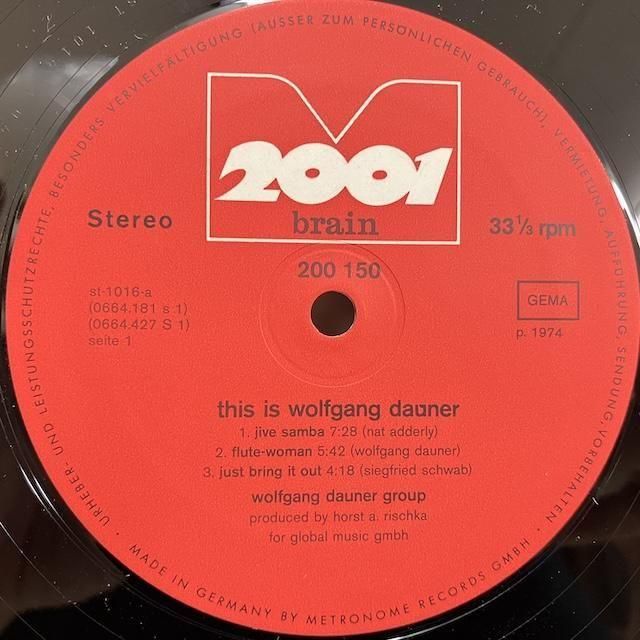 URHEBER- UND LEISTUNGSSCHUTZRECHTE, BESONDERS VERVIELFÄLTIGUNG (AUSSER ZUM PERSÖNLICHEN GEBRAUCH), VERMIETUNG, AUFFÜHRUNG, SENDUNG, VORBEHALTEN ·
2001
brain
Stereo
33 1/3 rpm
200 150
st-1016-a
(0664.181 s 1)
(0664.427 S 1)
seite 1
GEMA
p. 1974
this is wolfgang dauner
1. jive samba 7:28 (nat adderly)
2. flute-woman 5:42 (wolfgang dauner)
3. just bring it out 4:18 (siegfried schwab)
wolfgang dauner group
produced by horst a. rischka
for global music gmbh
· MADE IN GERMANY BY METRONOME RECORDS GMBH ·